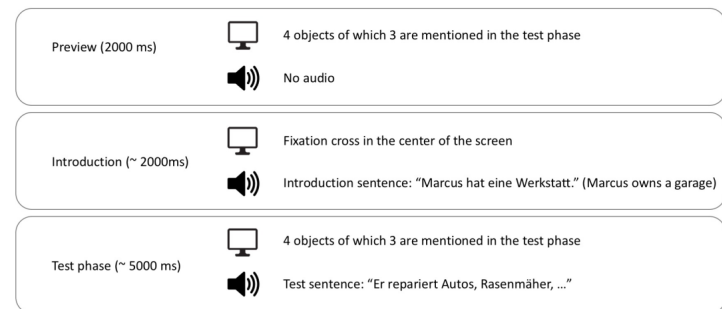 Preview (2000 ms)
4 objects of which 3 are mentioned in the test phase
No audio
Introduction (~ 2000ms)
Fixation cross in the center of the screen
Introduction sentence: “Marcus hat eine Werkstatt.” (Marcus owns a garage)
Test phase (~ 5000 ms)
4 objects of which 3 are mentioned in the test phase
Test sentence: “Er repariert Autos, Rasenmäher, …”